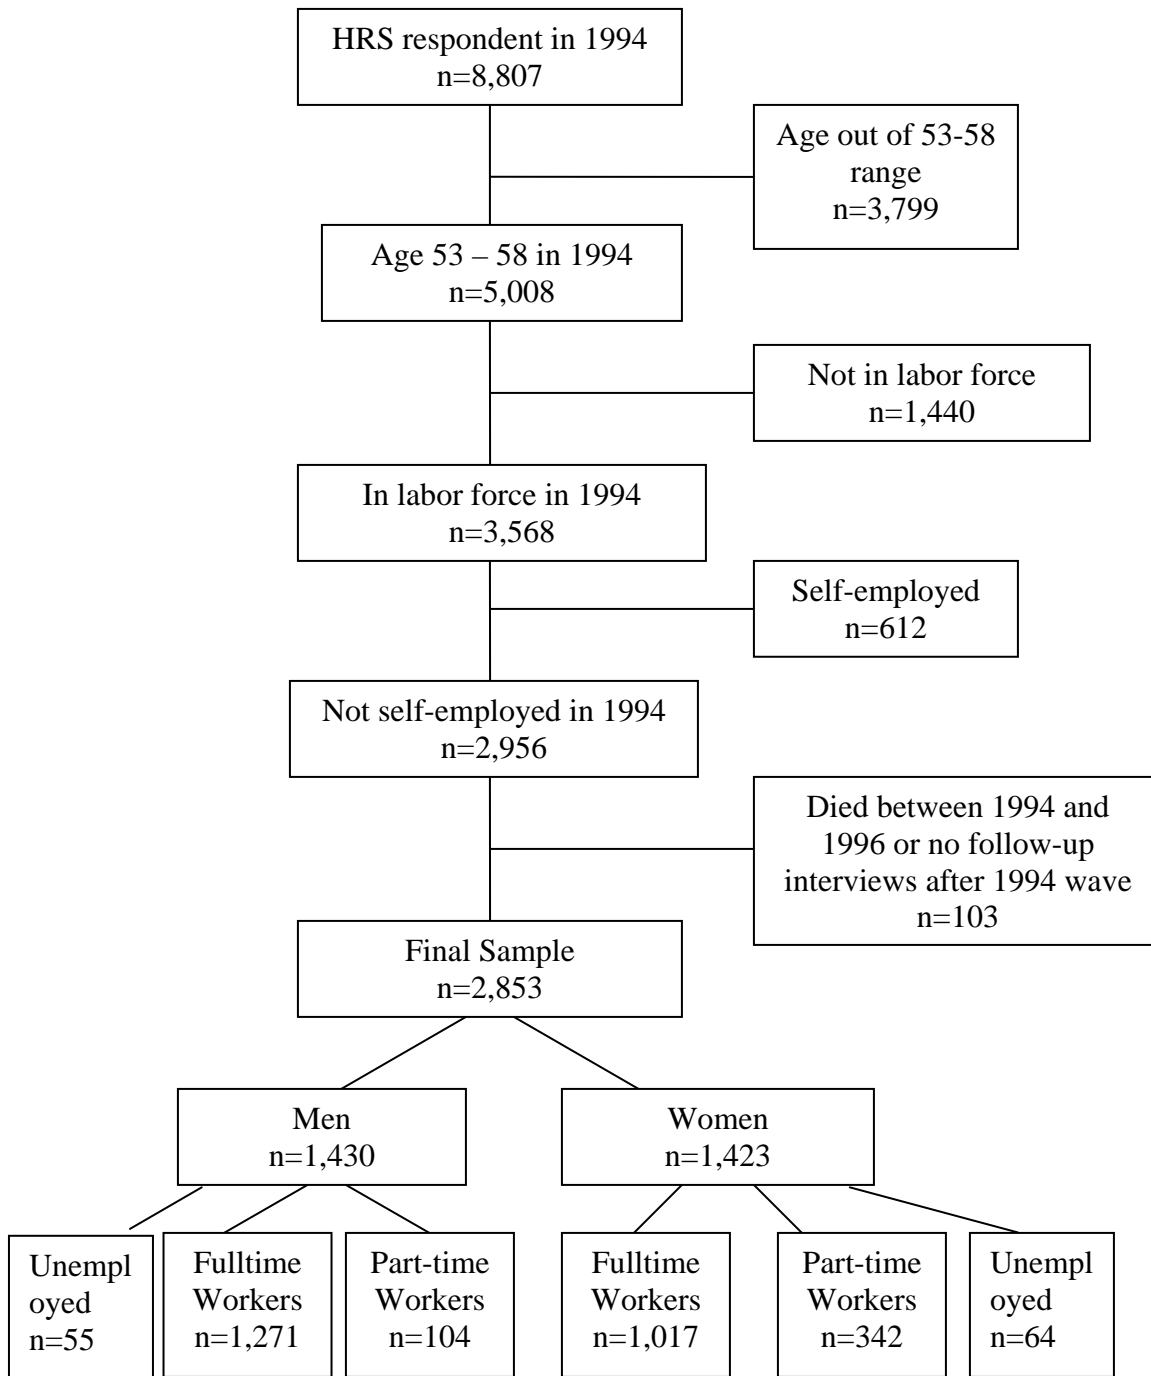 HRS respondent in 1994
n=8,807
Age out of 53-58
range
n=3,799
Age 53 – 58 in 1994
n=5,008
Not in labor force
n=1,440
In labor force in 1994
n=3,568
Self-employed
n=612
Not self-employed in 1994
n=2,956
Died between 1994 and
1996 or no follow-up
interviews after 1994 wave
n=103
Final Sample
n=2,853
Men
n=1,430
Women
n=1,423
Unempl
oyed
n=55
Fulltime
Workers
n=1,271
Part-time
Workers
n=104
Fulltime
Workers
n=1,017
Part-time
Workers
n=342
Unempl
oyed
n=64